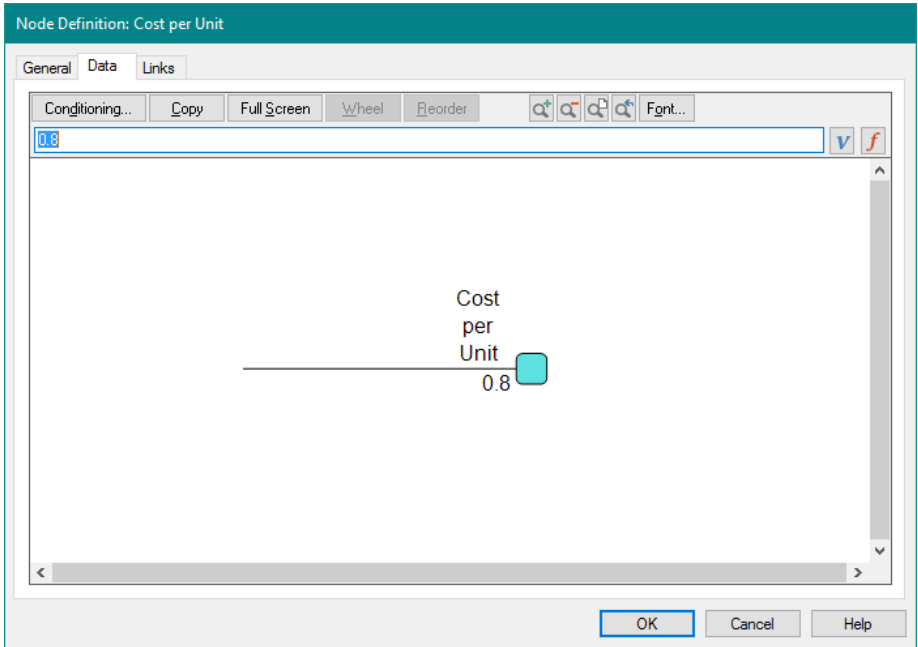 Node Definition: Cost per Unit
General Data Links
Conditioning... Copy Full Screen Wheel Reorder Font...
0.8 V f
Cost
per
Unit
0.8
OK Cancel Help